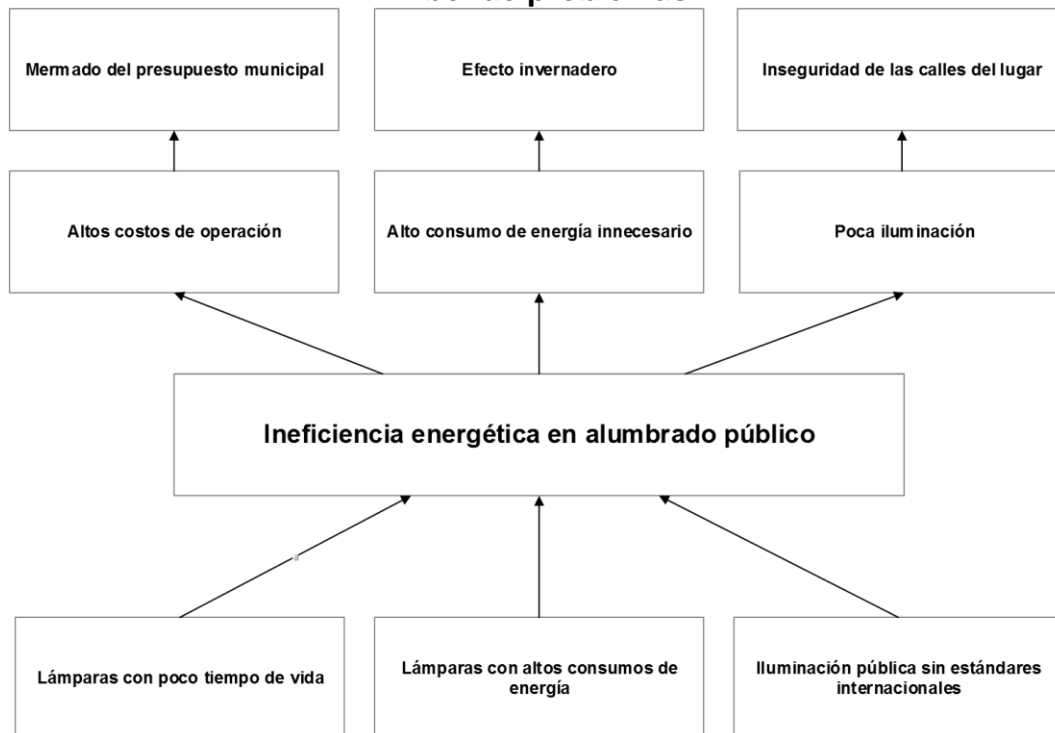 Mermado del presupuesto municipal
Efecto invernadero
Inseguridad de las calles del lugar
Altos costos de operación
Alto consumo de energía innecesario
Poca iluminación
Ineficiencia energética en alumbrado público
a
Lámparas con poco tiempo de vida
Lámparas con altos consumos de
energía
Iluminación pública sin estándares
internacionales